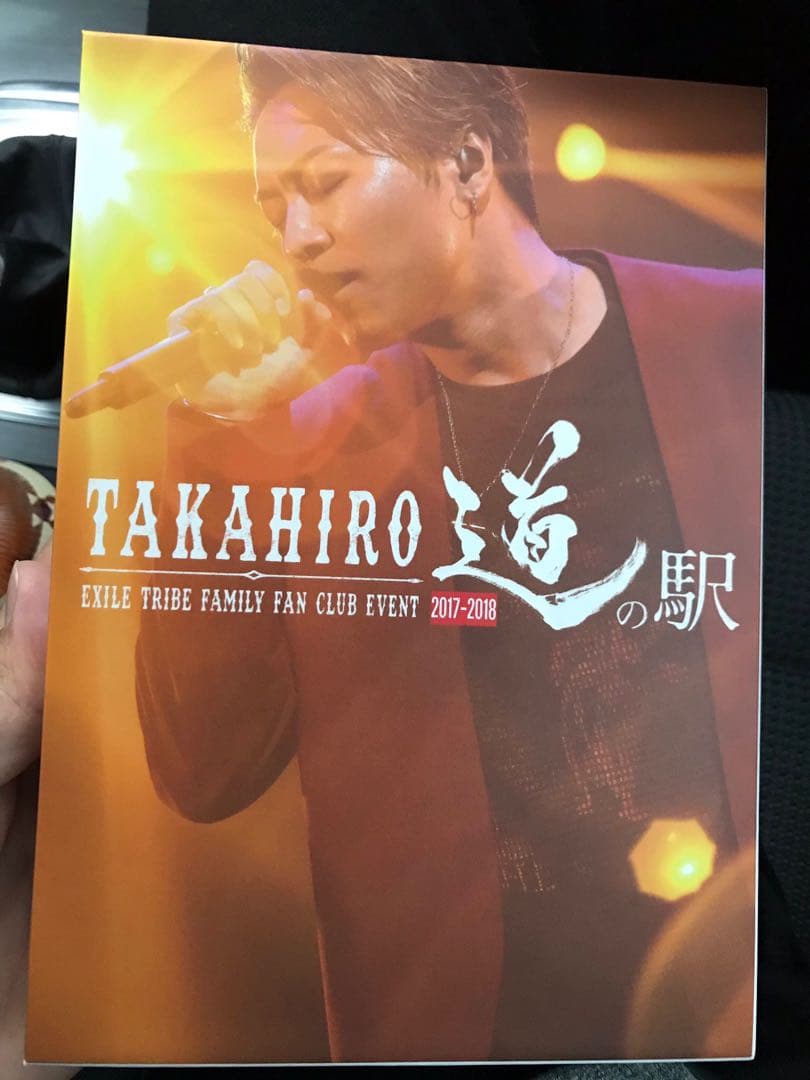 TAKAHIRO 道の駅
EXILE TRIBE FAMILY FAN CLUB EVENT 2017-2018